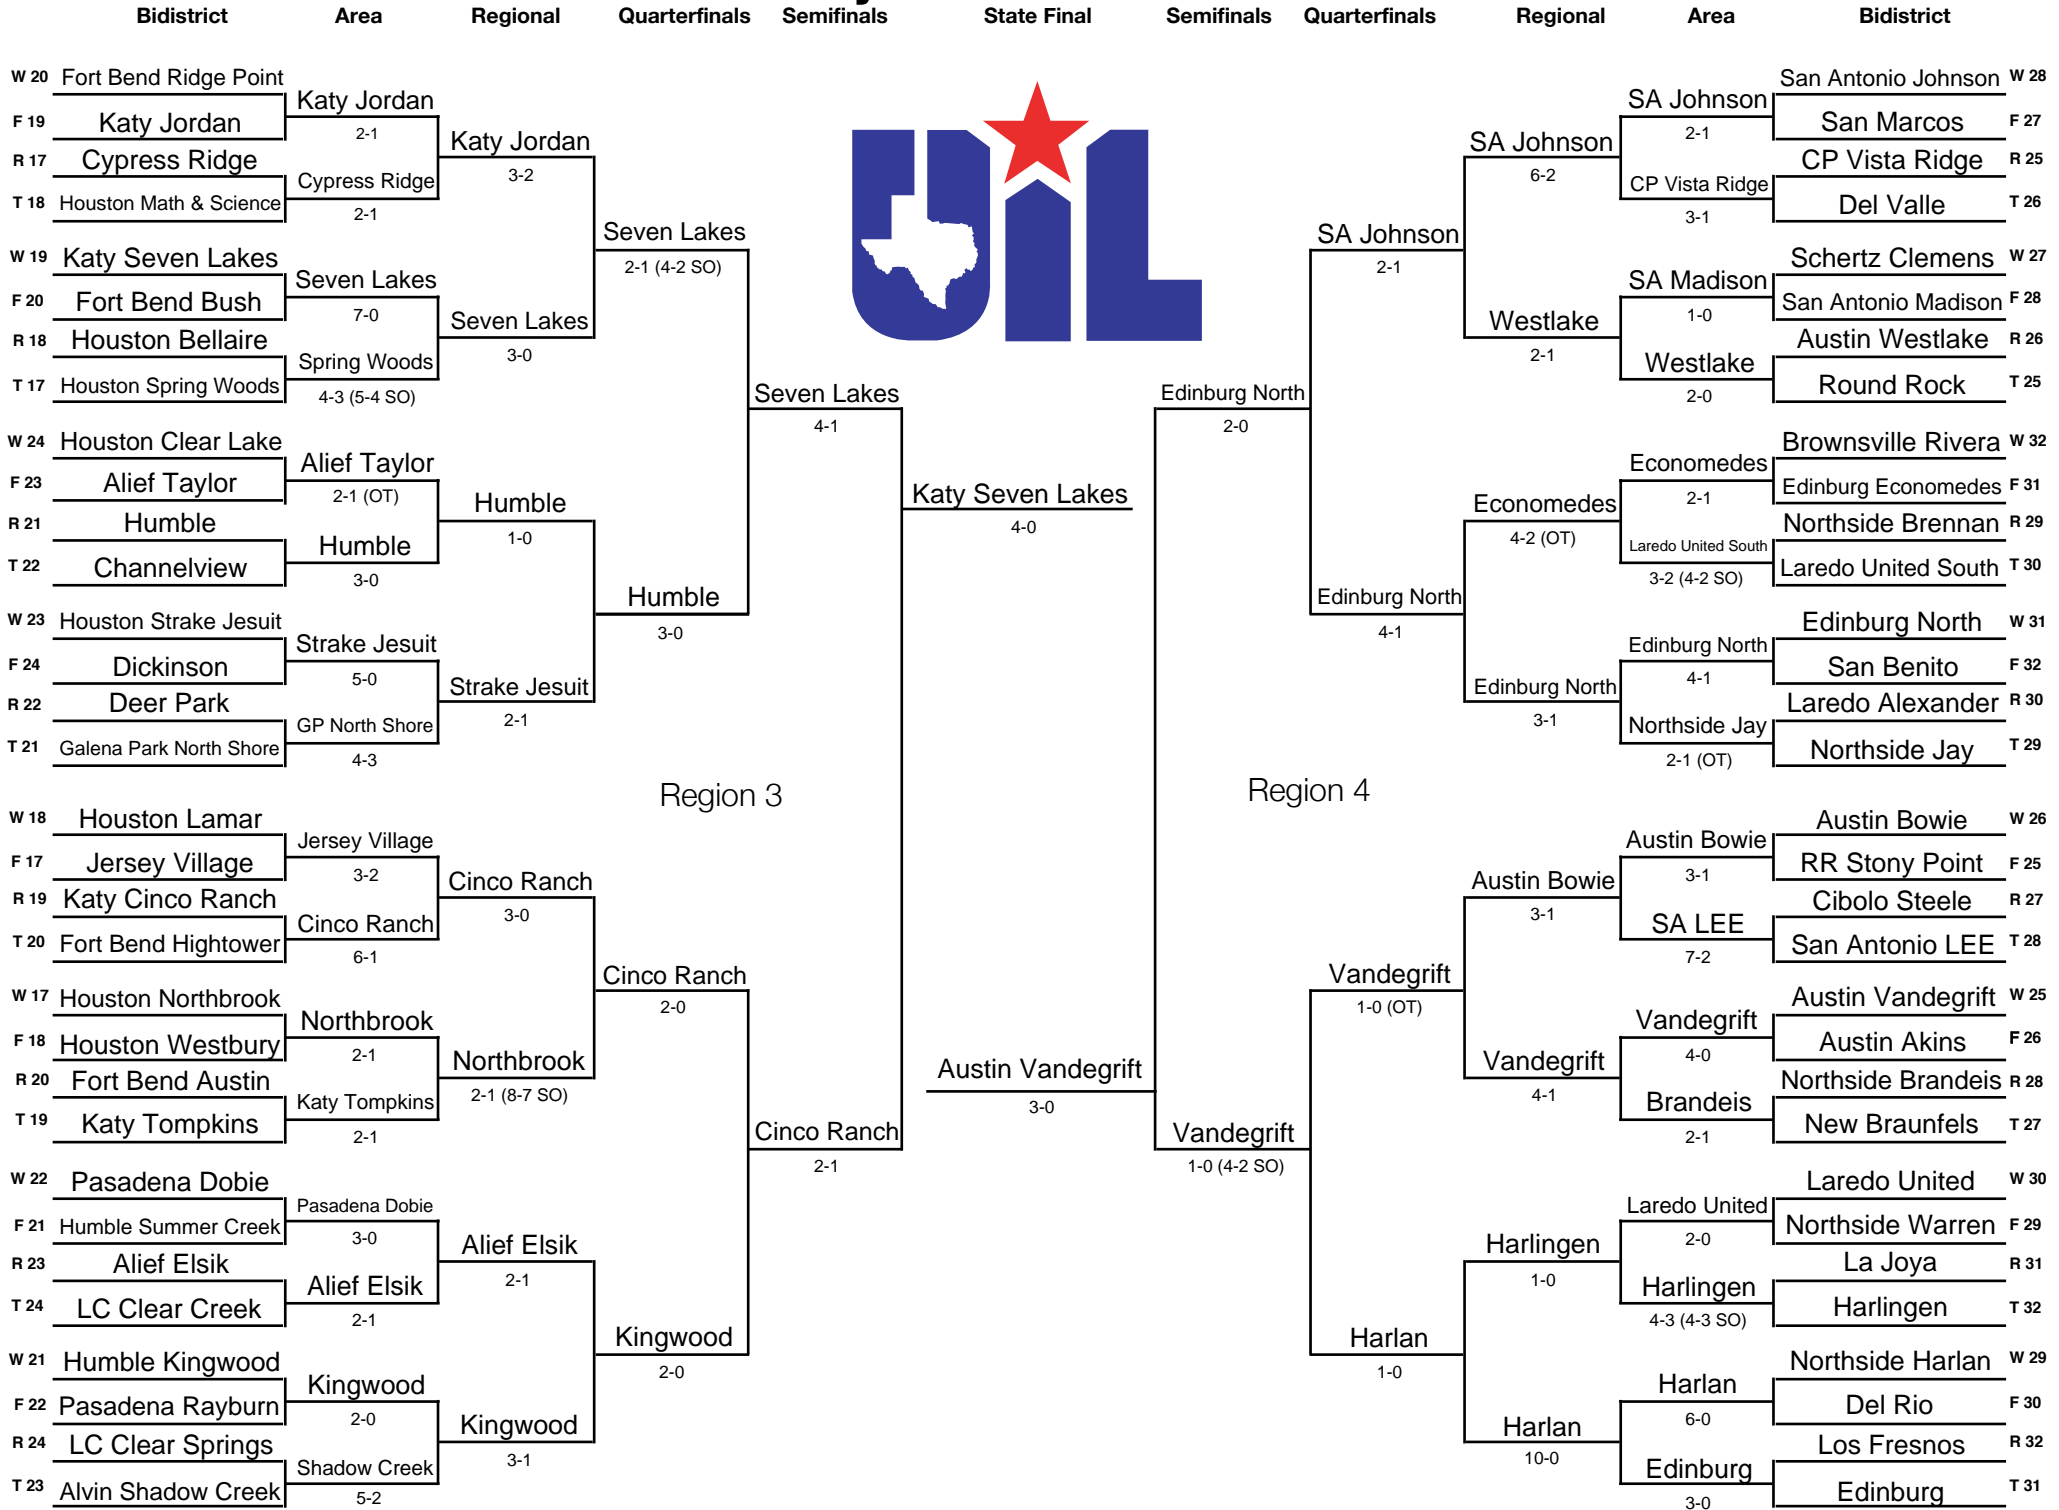 Bidistrict Area Regional Quarterfinals Semifinals State Final Semifinals Quarterfinals Regional Area Bidistrict
W 20 Fort Bend Ridge Point
Katy Jordan
F 19 Katy Jordan
2-1
Katy Jordan
3-2
R 17 Cypress Ridge
Cypress Ridge
T 18 Houston Math & Science
2-1
Seven Lakes
2-1 (4-2 SO)
W 19 Katy Seven Lakes
Seven Lakes
F 20 Fort Bend Bush
7-0
Seven Lakes
3-0
R 18 Houston Bellaire
Spring Woods
T 17 Houston Spring Woods
4-3 (5-4 SO)
Seven Lakes
4-1
W 24 Houston Clear Lake
Alief Taylor
F 23 Alief Taylor
2-1 (OT)
Humble
1-0
R 21 Humble
Humble
T 22 Channelview
3-0
Humble
3-0
W 23 Houston Strake Jesuit
Strake Jesuit
F 24 Dickinson
5-0
Strake Jesuit
2-1
R 22 Deer Park
GP North Shore
T 21 Galena Park North Shore
4-3
Region 3
W 18 Houston Lamar
Jersey Village
F 17 Jersey Village
3-2
Cinco Ranch
3-0
R 19 Katy Cinco Ranch
Cinco Ranch
T 20 Fort Bend Hightower
6-1
Cinco Ranch
2-0
W 17 Houston Northbrook
Northbrook
F 18 Houston Westbury
2-1
Northbrook
2-1 (8-7 SO)
R 20 Fort Bend Austin
Katy Tompkins
T 19 Katy Tompkins
2-1
Cinco Ranch
2-1
W 22 Pasadena Dobie
Pasadena Dobie
F 21 Humble Summer Creek
3-0
Alief Elsik
2-1
R 23 Alief Elsik
Alief Elsik
T 24 LC Clear Creek
2-1
Kingwood
2-0
W 21 Humble Kingwood
Kingwood
F 22 Pasadena Rayburn
2-0
Kingwood
3-1
R 24 LC Clear Springs
Shadow Creek
T 23 Alvin Shadow Creek
5-2
UIL
Katy Seven Lakes
4-0
Austin Vandegrift
3-0
San Antonio Johnson W 28
SA Johnson
San Marcos F 27
2-1
SA Johnson
6-2
CP Vista Ridge R 25
CP Vista Ridge
Del Valle T 26
3-1
SA Johnson
2-1
Schertz Clemens W 27
SA Madison
San Antonio Madison F 28
1-0
Westlake
2-1
Austin Westlake R 26
Westlake
Round Rock T 25
2-0
Edinburg North
2-0
Brownsville Rivera W 32
Economedes
Edinburg Economedes F 31
2-1
Economedes
4-2 (OT)
Northside Brennan R 29
Laredo United South
Laredo United South T 30
3-2 (4-2 SO)
Edinburg North
4-1
Edinburg North W 31
Edinburg North
San Benito F 32
4-1
Edinburg North
3-1
Laredo Alexander R 30
Northside Jay
Northside Jay T 29
2-1 (OT)
Region 4
Austin Bowie W 26
Austin Bowie
RR Stony Point F 25
3-1
Austin Bowie
3-1
Cibolo Steele R 27
SA LEE
San Antonio LEE T 28
7-2
Vandegrift
1-0 (OT)
Austin Vandegrift W 25
Vandegrift
Austin Akins F 26
4-0
Vandegrift
4-1
Northside Brandeis R 28
Brandeis
New Braunfels T 27
2-1
Vandegrift
1-0 (4-2 SO)
Laredo United W 30
Laredo United
Northside Warren F 29
2-0
Harlingen
1-0
La Joya R 31
Harlingen
Harlingen T 32
4-3 (4-3 SO)
Harlan
1-0
Northside Harlan W 29
Harlan
Del Rio F 30
6-0
Harlan
10-0
Los Fresnos R 32
Edinburg
Edinburg T 31
3-0